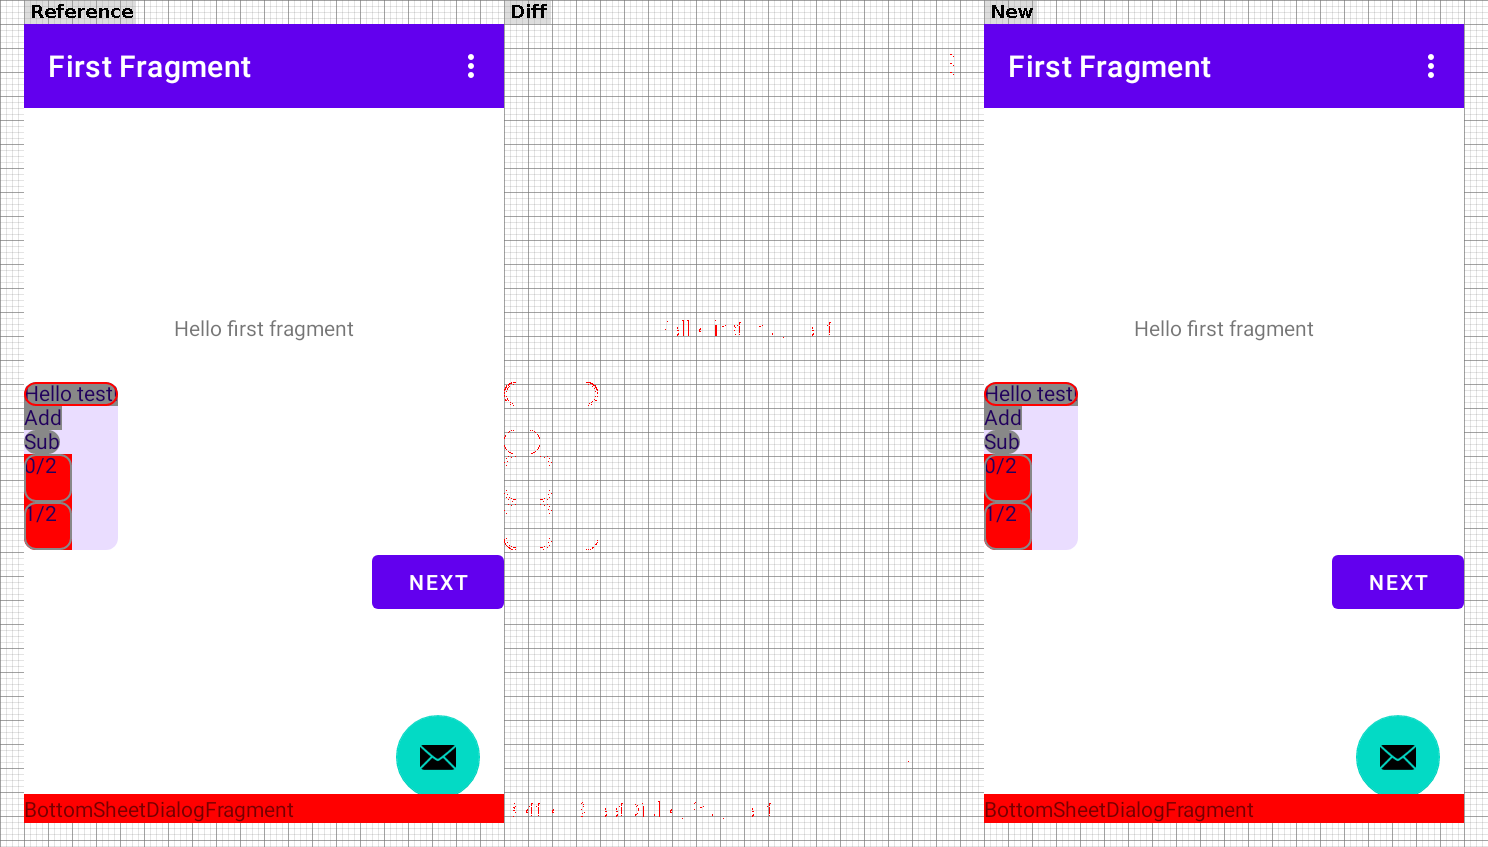 Reference
Diff
New
First Fragment
First Fragment
Hello first fragment
Hello first fragment
Hello test
Add
Sub
0/2
1/2
Hello test
Add
Sub
0/2
1/2
NEXT
NEXT
BottomSheetDialogFragment
BottomSheetDialogFragment